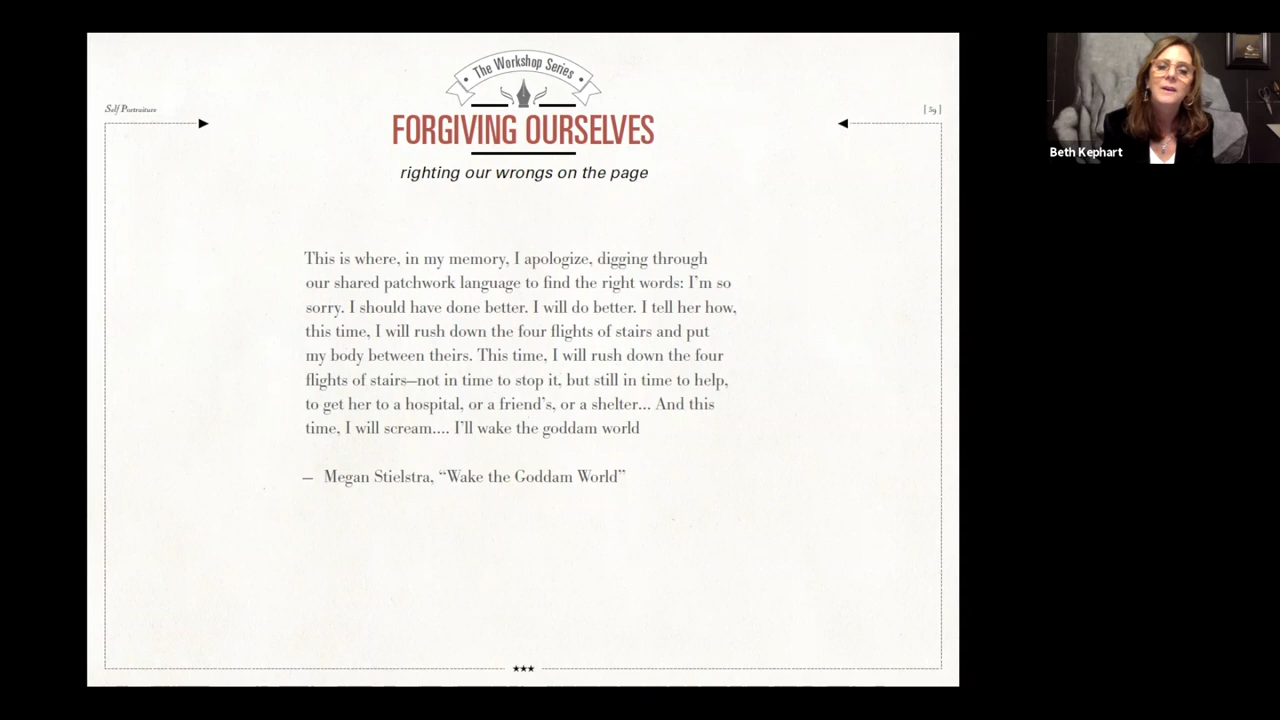 The Workshop Series
Self Portraiture
[ 59 ]
FORGIVING OURSELVES
righting our wrongs on the page
This is where, in my memory, I apologize, digging through
our shared patchwork language to find the right words: I'm so
sorry. I should have done better. I will do better. I tell her how,
this time, I will rush down the four flights of stairs and put
my body between theirs. This time, I will rush down the four
flights of stairs—not in time to stop it, but still in time to help,
to get her to a hospital, or a friend's, or a shelter... And this
time, I will scream.... I'll wake the goddam world
— Megan Stielstra, “Wake the Goddam World”
Beth Kephart